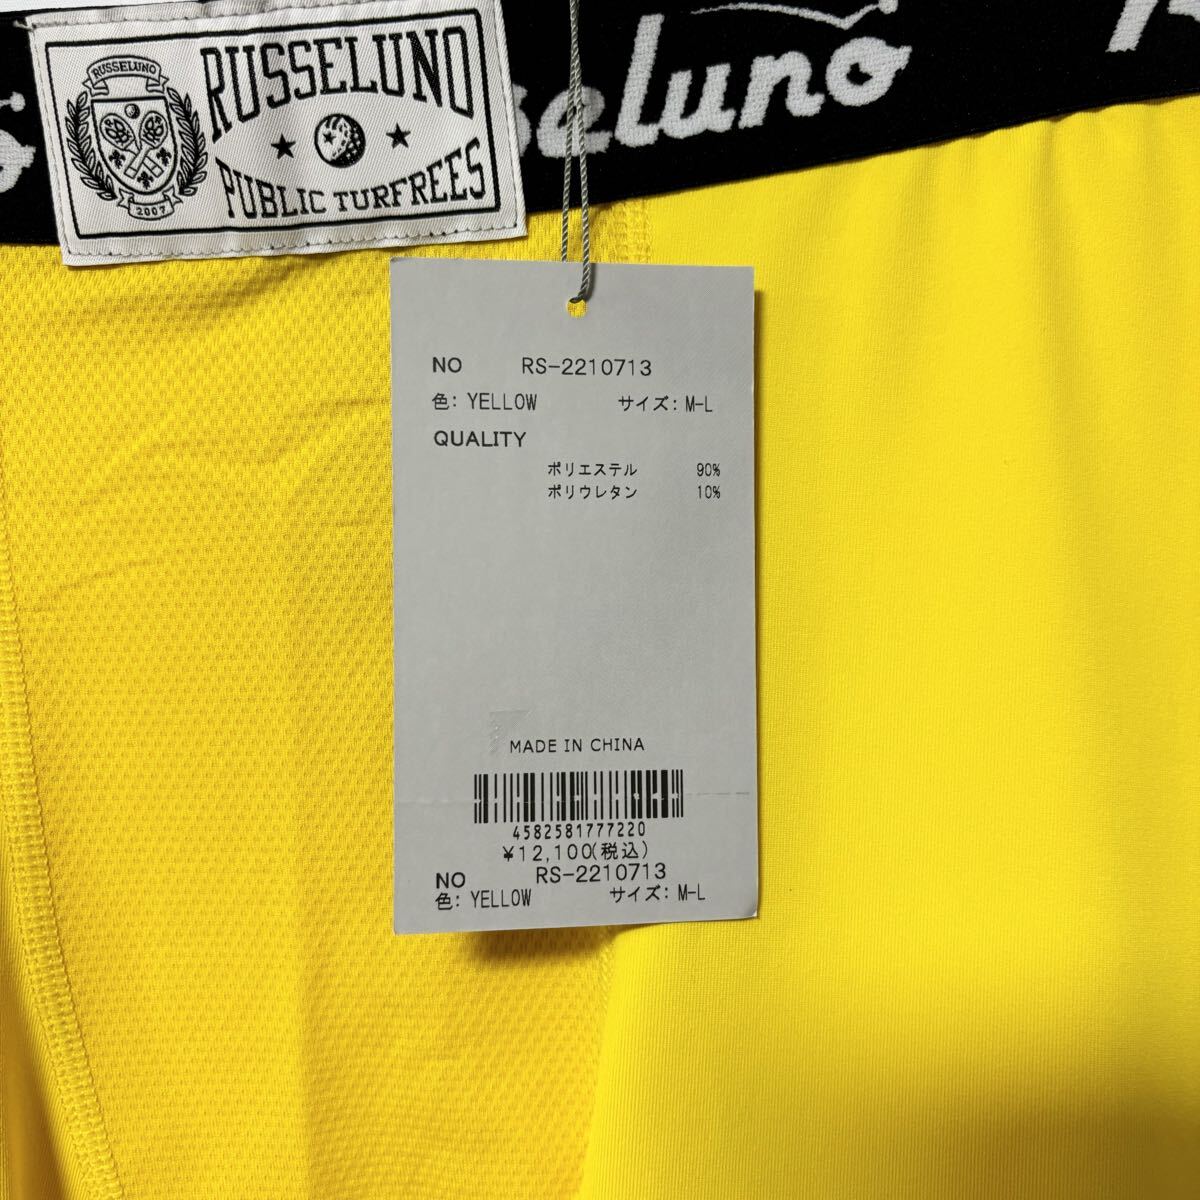 RUSSELUNO
RUSSELUNO
PUBLIC TURFREES
2007
seluno
NO RS-2210713
色: YELLOW サイズ: M-L
QUALITY
ポリエステル 90%
ポリウレタン 10%
MADE IN CHINA
4582581777220
¥12,100(税込)
NO RS-2210713
色: YELLOW サイズ: M-L